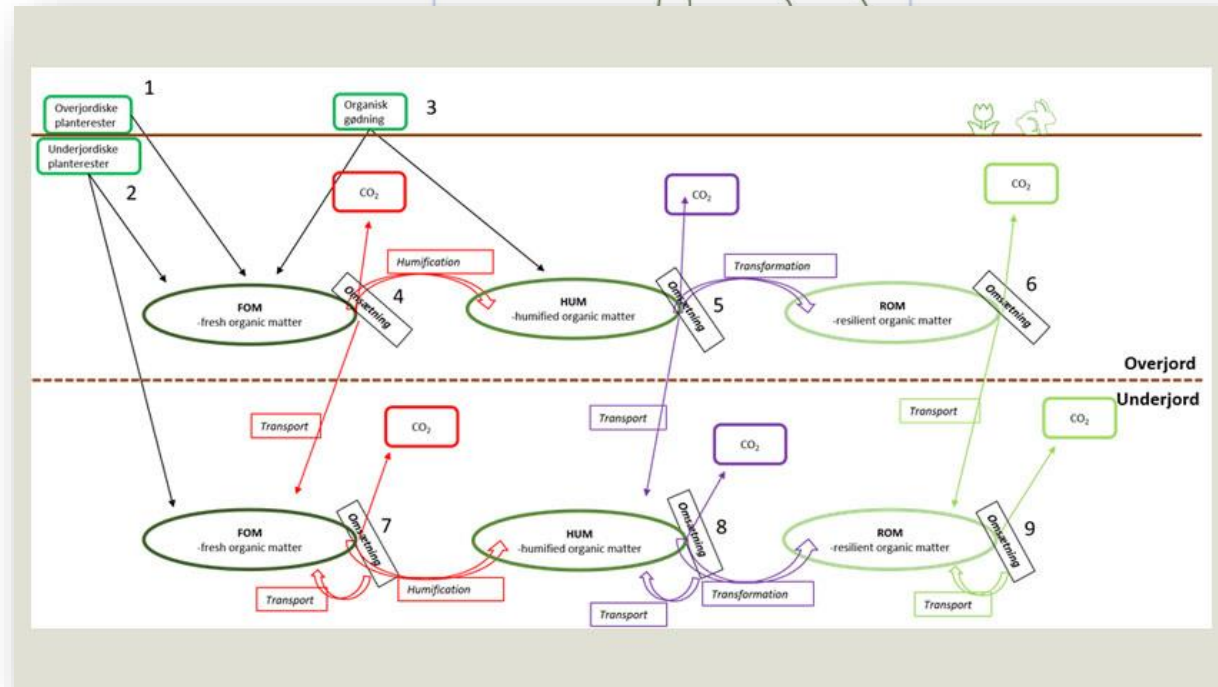 1
Overjordiske
planterester
Organisk
gødning
3
Underjordiske
planterester
2
CO₂
CO₂
CO₂
Humification
Transformation
FOM
-fresh organic matter
Omsætning
4
HUM
-humified organic matter
Omsætning
5
ROM
-resilient organic matter
Omsætning
6
Overjord
Underjord
Transport
CO₂
Transport
CO₂
Transport
CO₂
FOM
-fresh organic matter
Omsætning
7
HUM
-humified organic matter
Omsætning
8
ROM
-resilient organic matter
Omsætning
9
Transport
Humification
Transport
Transformation
Transport